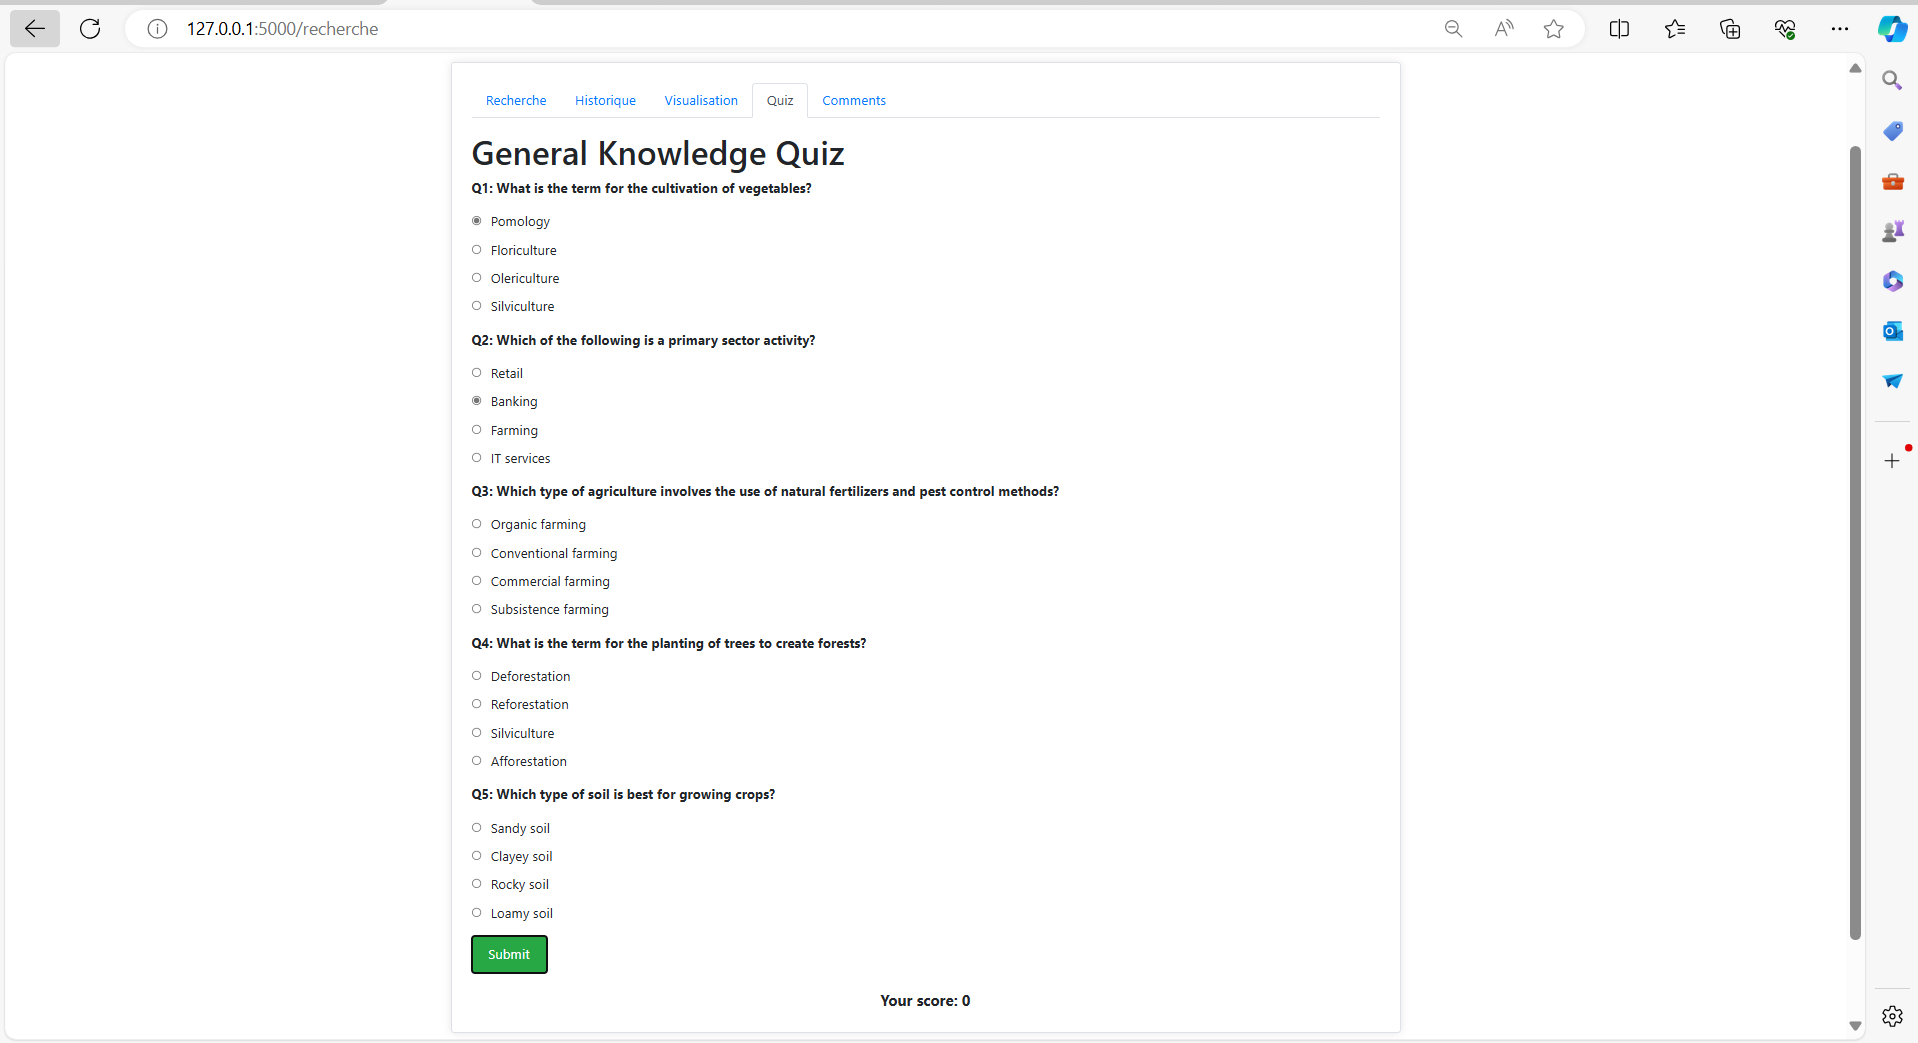 127.0.0.1:5000/recherche
Recherche Historique Visualisation Quiz Comments
General Knowledge Quiz
Q1: What is the term for the cultivation of vegetables?
Pomology
Floriculture
Olericulture
Silviculture
Q2: Which of the following is a primary sector activity?
Retail
Banking
Farming
IT services
Q3: Which type of agriculture involves the use of natural fertilizers and pest control methods?
Organic farming
Conventional farming
Commercial farming
Subsistence farming
Q4: What is the term for the planting of trees to create forests?
Deforestation
Reforestation
Silviculture
Afforestation
Q5: Which type of soil is best for growing crops?
Sandy soil
Clayey soil
Rocky soil
Loamy soil
Submit
Your score: 0